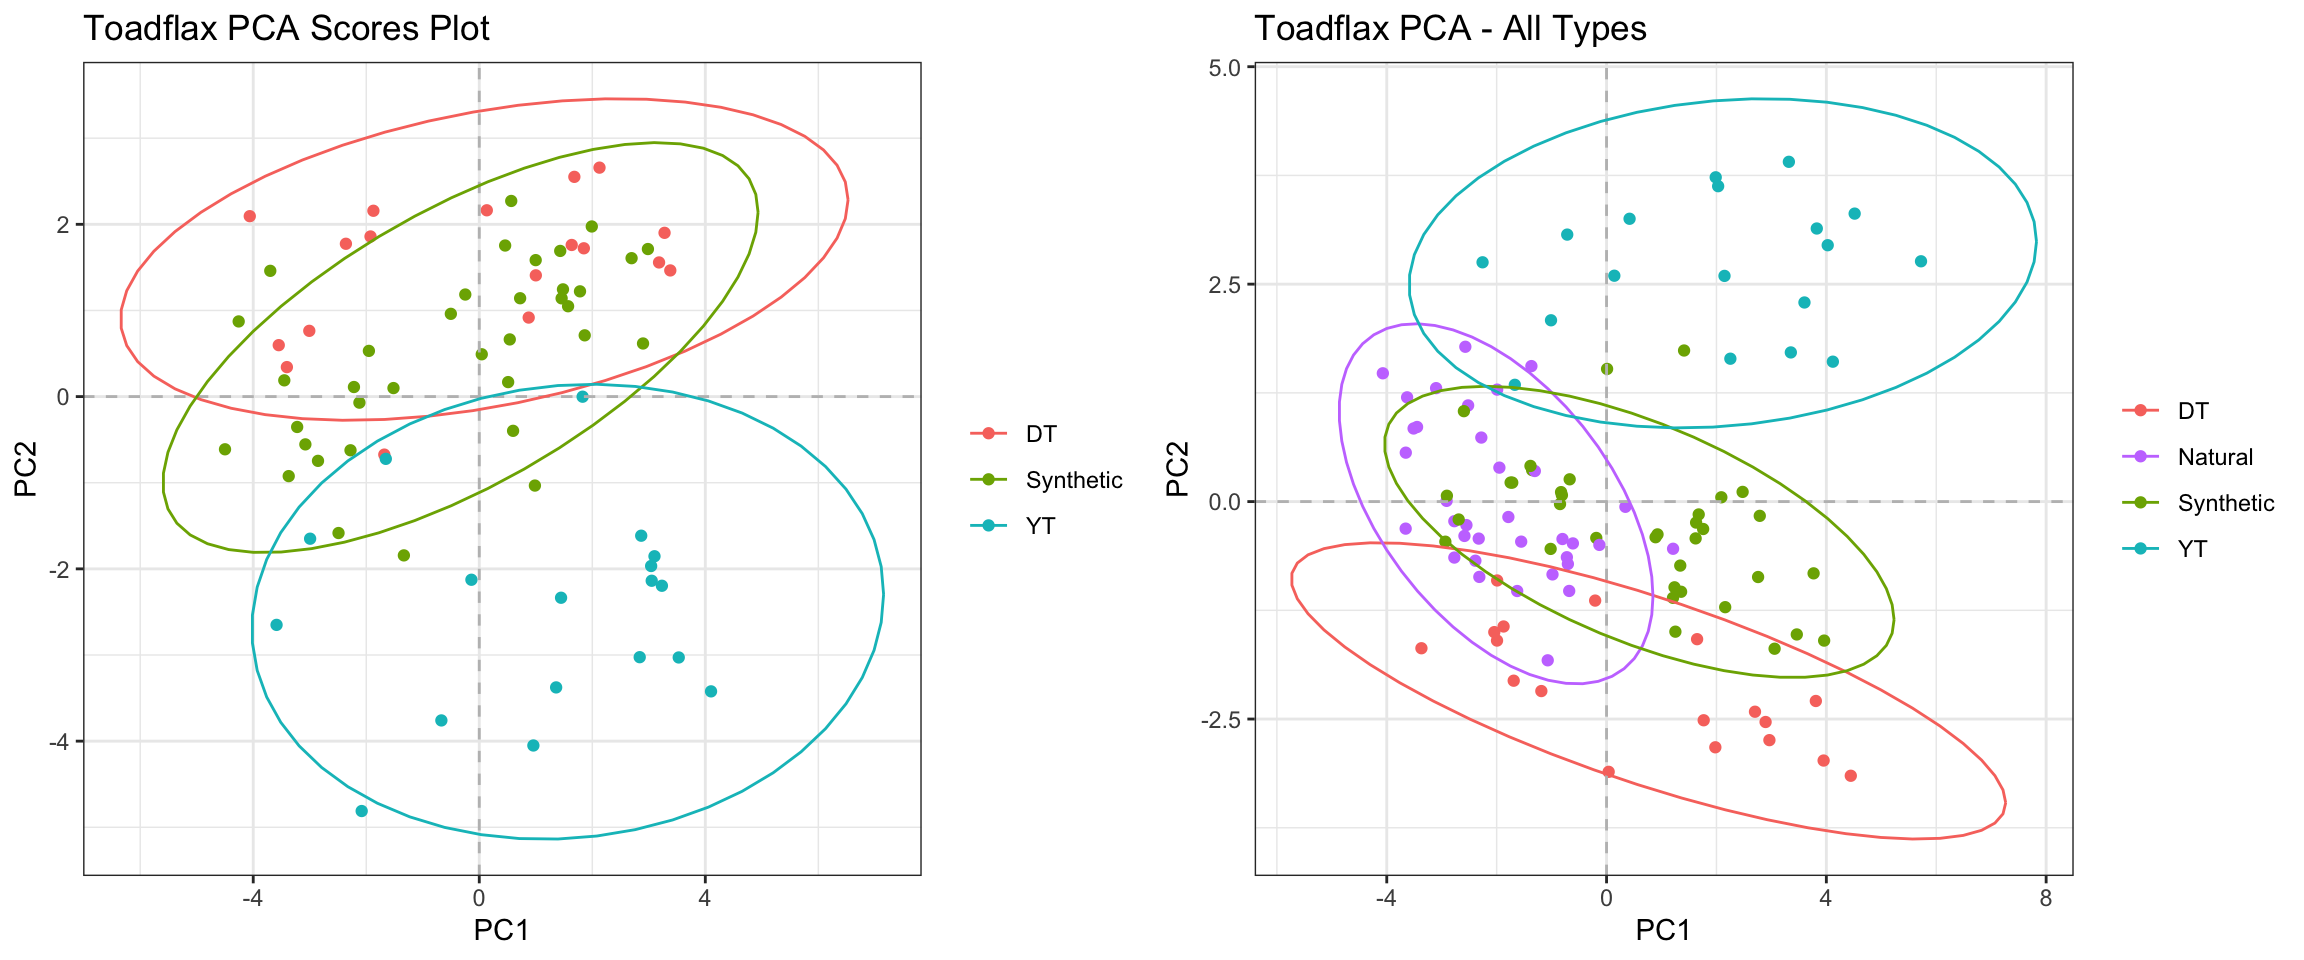 Toadflax PCA Scores Plot
2
0
-2
-4
-4
0
4
PC1
PC2
DT
Synthetic
YT
Toadflax PCA - All Types
5.0
2.5
0.0
-2.5
-4
0
4
8
PC1
PC2
DT
Natural
Synthetic
YT